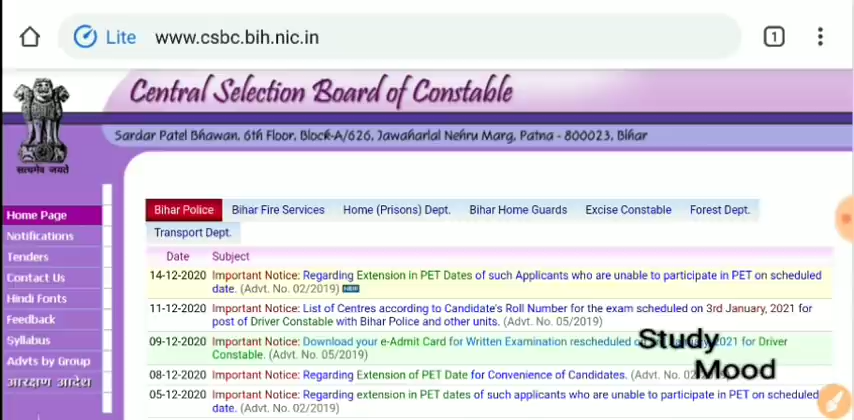 Lite www.csbc.bih.nic.in 1
Central Selection Board of Constable
Sardar Patel Bhawan, 6th Floor, Block-A/626, Jawaharlal Nehru Marg, Patna - 800023, Bihar
सत्यमेव जयते
Home Page
Notifications
Tenders
Contact Us
Hindi Fonts
Feedback
Syllabus
Advts by Group
आरक्षण आदेश
Bihar Police Bihar Fire Services Home (Prisons) Dept. Bihar Home Guards Excise Constable Forest Dept.
Transport Dept.
Date Subject
14-12-2020 Important Notice: Regarding Extension in PET Dates of such Applicants who are unable to participate in PET on scheduled
date. (Advt. No. 02/2019)
11-12-2020 Important Notice: List of Centres according to Candidate's Roll Number for the exam scheduled on 3rd January, 2021 for
post of Driver Constable with Bihar Police and other units. (Advt. No. 05/2019)
09-12-2020 Important Notice: Download your e-Admit Card for Written Examination rescheduled 2021 for Driver
Constable. (Advt. No. 05/2019)
08-12-2020 Important Notice: Regarding Extension of PET Date for Convenience of Candidates. (Advt. No.
05-12-2020 Important Notice: Regarding extension in PET dates of such applicants who are unable to participate in PET on scheduled
date. (Advt. No. 02/2019)
Study
Mood